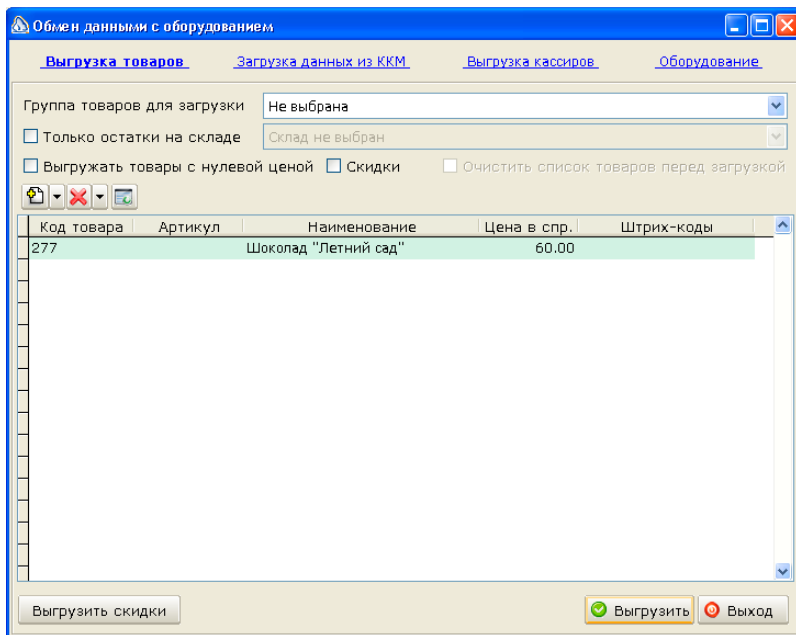 Обмен данными с оборудованием
Выгрузка товаров Загрузка данных из ККМ Выгрузка кассиров Оборудование
Группа товаров для загрузки Не выбрана
Только остатки на складе Склад не выбран
Выгружать товары с нулевой ценой Скидки Очистить список товаров перед загрузкой
Код товара Артикул Наименование Цена в спр. Штрих-коды
277 Шоколад "Летний сад" 60.00
Выгрузить скидки Выгрузить Выход